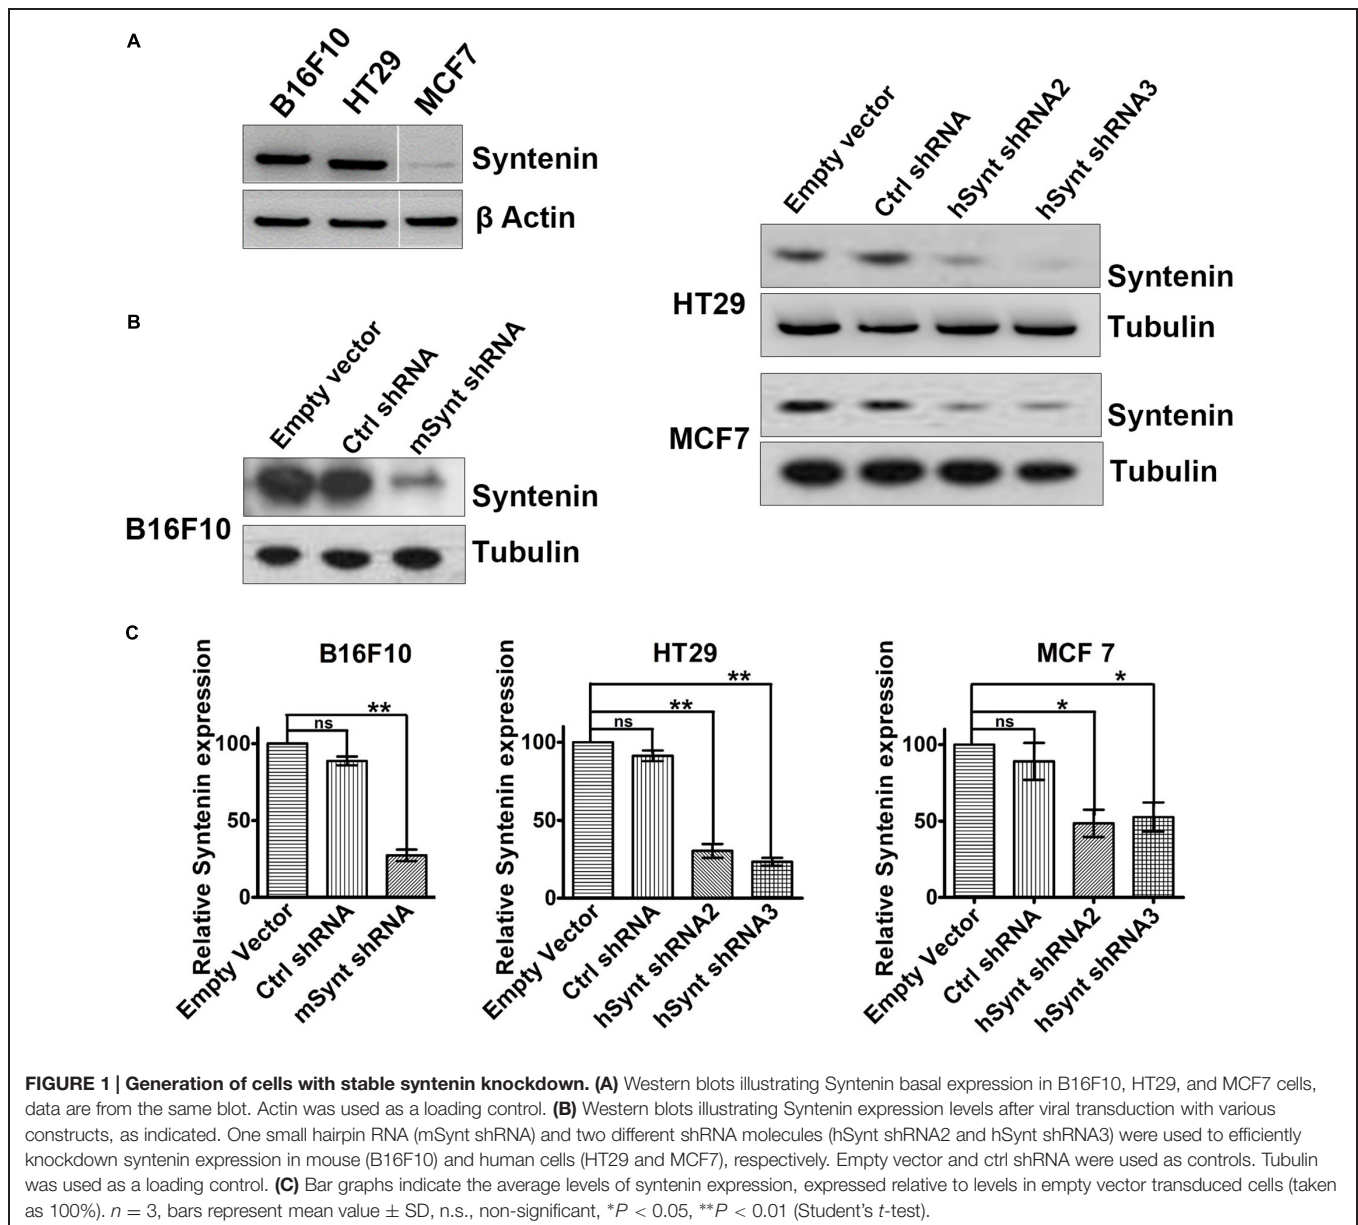 A
B16F10
HT29
MCF7
Syntenin
β Actin
B
Empty vector
Ctrl shRNA
mSynt shRNA
B16F10
Syntenin
Tubulin
Empty vector
Ctrl shRNA
hSynt shRNA2
hSynt shRNA3
HT29
Syntenin
Tubulin
MCF7
Syntenin
Tubulin
C
B16F10
Relative Syntenin expression
100
50
0
ns
**
Empty Vector
Ctrl shRNA
mSynt shRNA
HT29
Relative Syntenin expression
100
50
0
ns
**
**
Empty Vector
Ctrl shRNA
hSynt shRNA2
hSynt shRNA3
MCF 7
Relative Syntenin expression
100
50
0
ns
*
*
Empty Vector
Ctrl shRNA
hSynt shRNA2
hSynt shRNA3
FIGURE 1 | Generation of cells with stable syntenin knockdown. (A) Western blots illustrating Syntenin basal expression in B16F10, HT29, and MCF7 cells,
data are from the same blot. Actin was used as a loading control. (B) Western blots illustrating Syntenin expression levels after viral transduction with various
constructs, as indicated. One small hairpin RNA (mSynt shRNA) and two different shRNA molecules (hSynt shRNA2 and hSynt shRNA3) were used to efficiently
knockdown syntenin expression in mouse (B16F10) and human cells (HT29 and MCF7), respectively. Empty vector and ctrl shRNA were used as controls. Tubulin
was used as a loading control. (C) Bar graphs indicate the average levels of syntenin expression, expressed relative to levels in empty vector transduced cells (taken
as 100%). n = 3, bars represent mean value ± SD, n.s., non-significant, *P < 0.05, **P < 0.01 (Student's t-test).